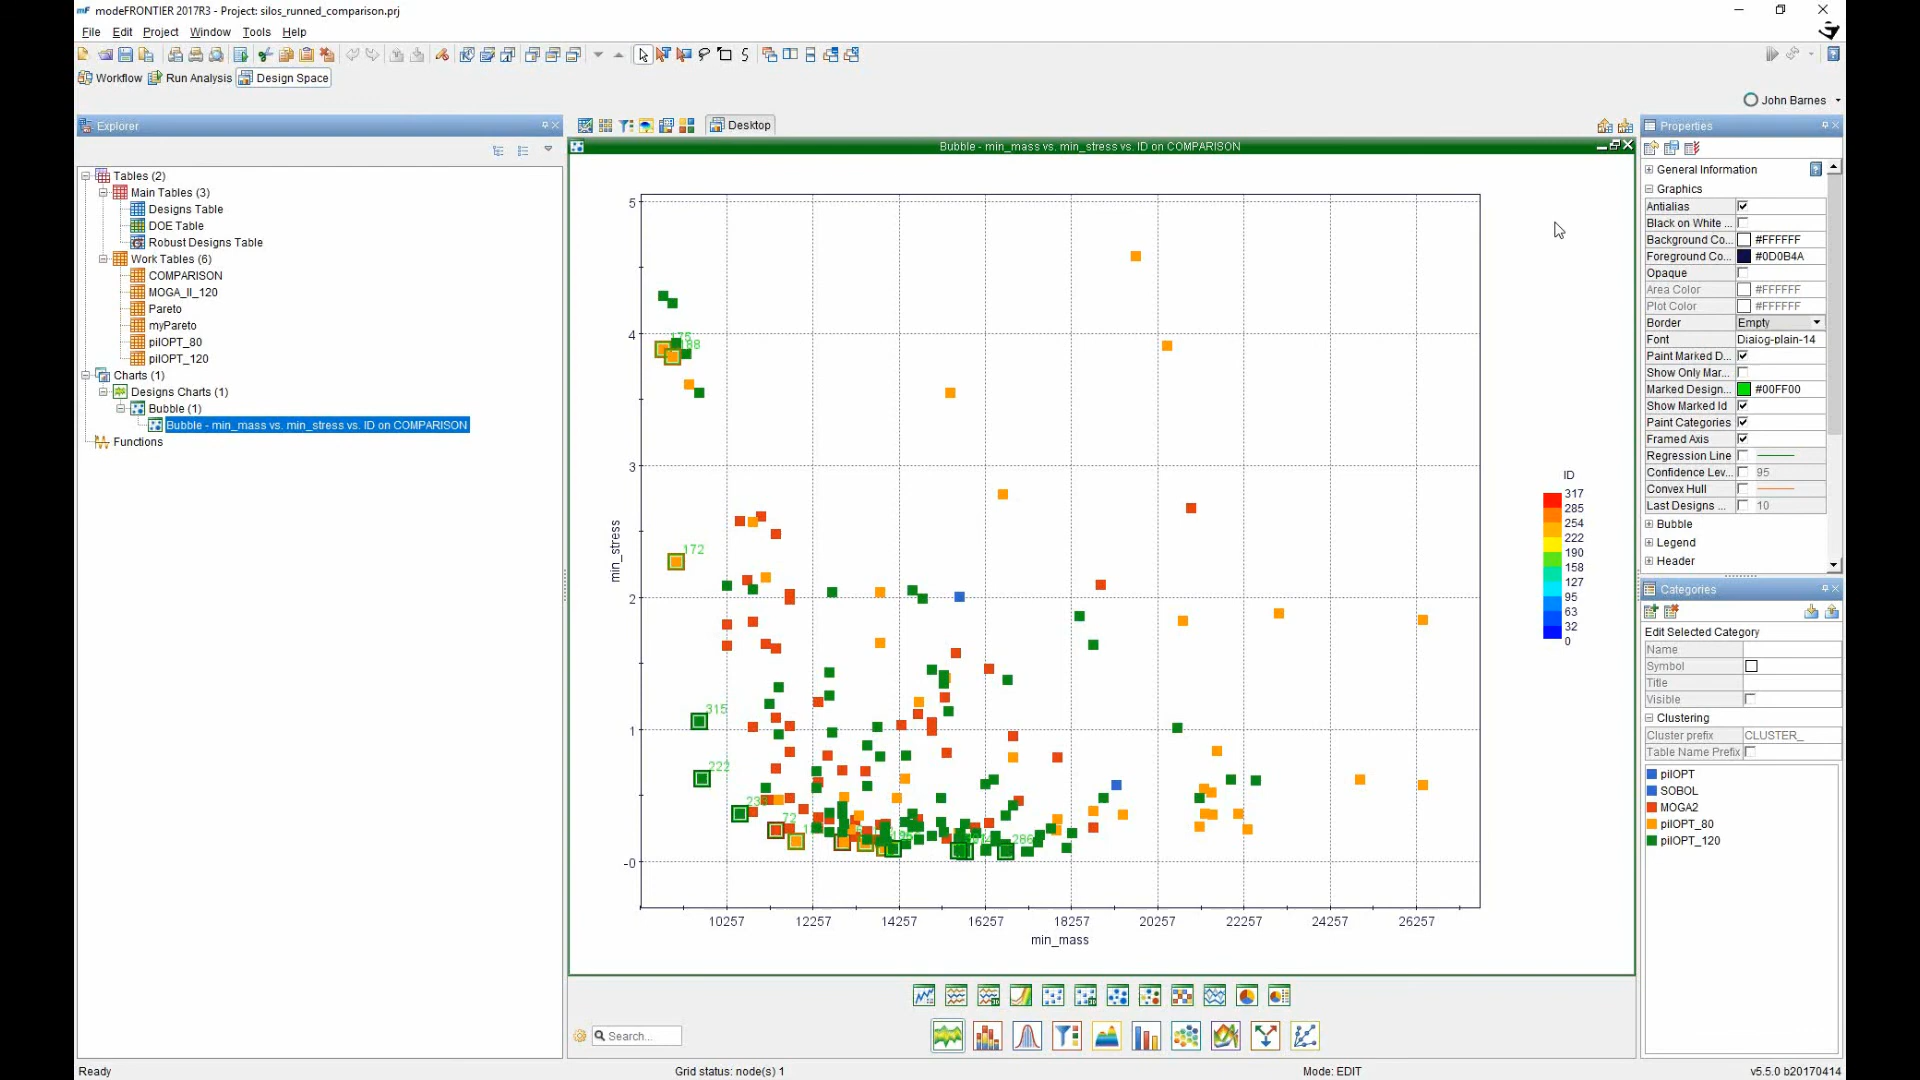 modeFRONTIER 2017R3 - Project: silos_runned_comparison.prj
File Edit Project Window Tools Help
Workflow Run Analysis Design Space
John Barnes
Explorer
Tables (2)
Main Tables (3)
Designs Table
DOE Table
Robust Designs Table
Work Tables (6)
COMPARISON
MOGA_II_120
Pareto
myPareto
pilOPT_80
pilOPT_120
Charts (1)
Designs Charts (1)
Bubble (1)
Bubble - min_mass vs. min_stress vs. ID on COMPARISON
Functions
Desktop
Bubble - min_mass vs. min_stress vs. ID on COMPARISON
5
4
3
2
1
-0
min_stress
172
315
222
72
286
10257 12257 14257 16257 18257 20257 22257 24257 26257
min_mass
ID
317
285
254
222
190
158
127
95
63
32
0
Search...
Properties
General Information
Graphics
Antialias
Black on White ...
Background Co... #FFFFFF
Foreground Co... #0D0B4A
Opaque
Area Color #FFFFFF
Plot Color #FFFFFF
Border Empty
Font Dialog-plain-14
Paint Marked D...
Show Only Mar...
Marked Design... #00FF00
Show Marked Id
Paint Categories
Framed Axis
Regression Line
Confidence Lev... 95
Convex Hull
Last Designs ... 10
Bubble
Legend
Header
Categories
Edit Selected Category
Name
Symbol
Title
Visible
Clustering
Cluster prefix CLUSTER_
Table Name Prefix
pilOPT
SOBOL
MOGA2
pilOPT_80
pilOPT_120
Ready Grid status: node(s) 1 Mode: EDIT v5.5.0 b20170414